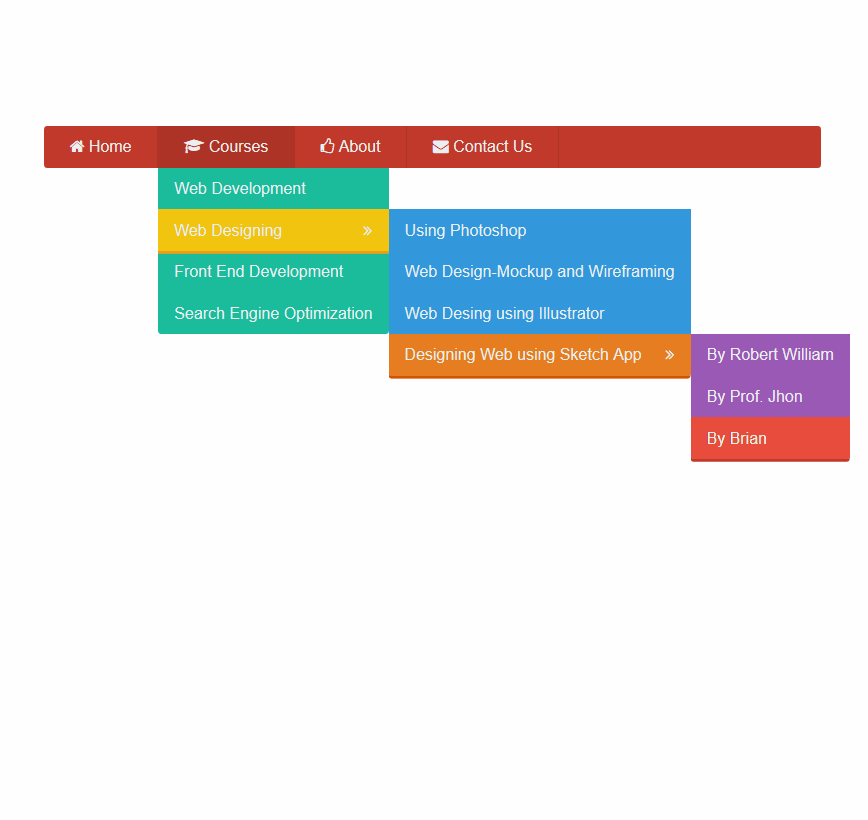 Home Courses About Contact Us
Web Development
Web Designing » Using Photoshop
Front End Development Web Design-Mockup and Wireframing
Search Engine Optimization Web Desing using Illustrator
Designing Web using Sketch App » By Robert William
By Prof. Jhon
By Brian